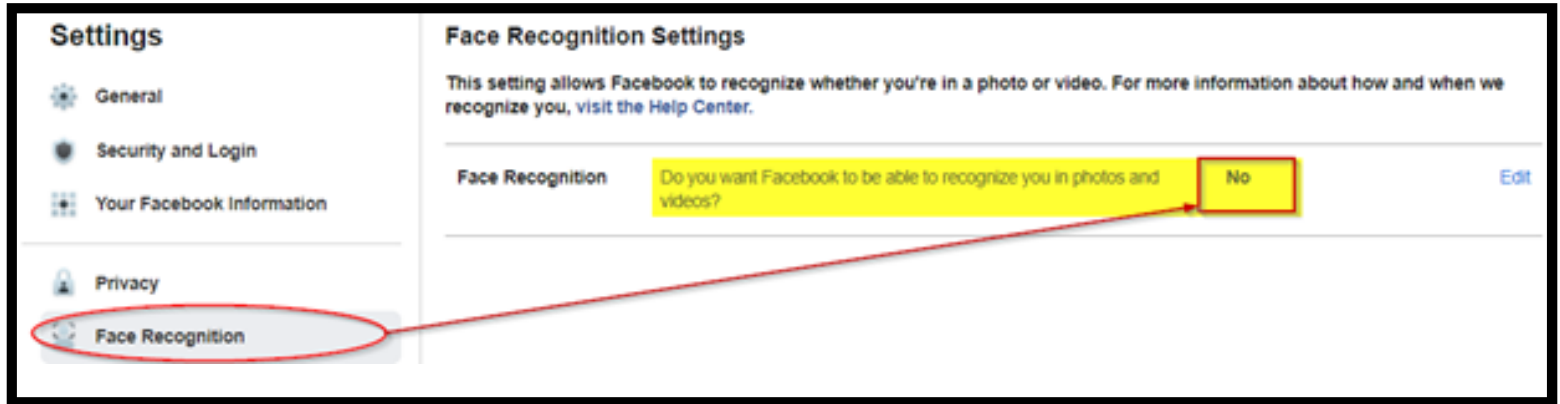 Settings
General
Security and Login
Your Facebook Information
Privacy
Face Recognition
Face Recognition Settings
This setting allows Facebook to recognize whether you're in a photo or video. For more information about how and when we
recognize you, visit the Help Center.
Face Recognition
Do you want Facebook to be able to recognize you in photos and
videos?
No
Edit